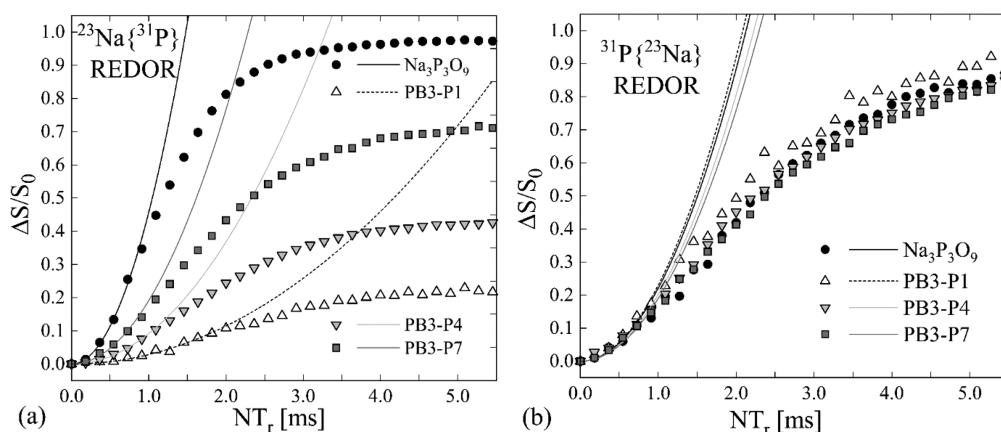 1.0
0.9
0.8
0.7
0.6
0.5
0.4
0.3
0.2
0.1
0.0
ΔS/S₀
²³Na{³¹P}
REDOR
Na₃P₃O₉
PB3-P1
PB3-P4
PB3-P7
0.0 1.0 2.0 3.0 4.0 5.0
(a)
NTᵣ [ms]
1.0
0.9
0.8
0.7
0.6
0.5
0.4
0.3
0.2
0.1
0.0
ΔS/S₀
³¹P{²³Na}
REDOR
Na₃P₃O₉
PB3-P1
PB3-P4
PB3-P7
0.0 1.0 2.0 3.0 4.0 5.0
(b)
NTᵣ [ms]